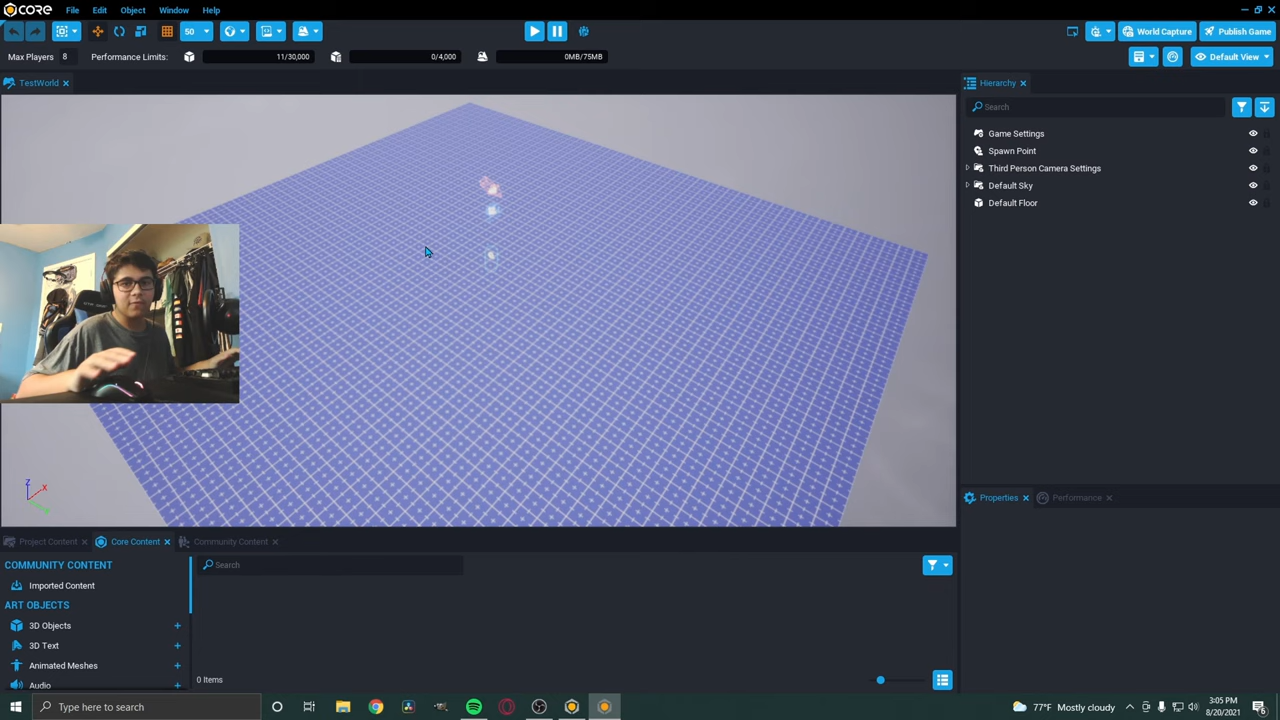 CORE File Edit Object Window Help
50
Max Players 8 Performance Limits: 11/30,000 0/4,000 0MB/75MB
World Capture Publish Game
Default View
TestWorld
Hierarchy
Search
Game Settings
Spawn Point
Third Person Camera Settings
Default Sky
Default Floor
Z X
Properties Performance
Project Content Core Content Community Content
COMMUNITY CONTENT
Search
Imported Content
ART OBJECTS
3D Objects +
3D Text +
Animated Meshes +
Audio +
0 Items
Type here to search
77°F Mostly cloudy
3:05 PM
8/20/2021
6